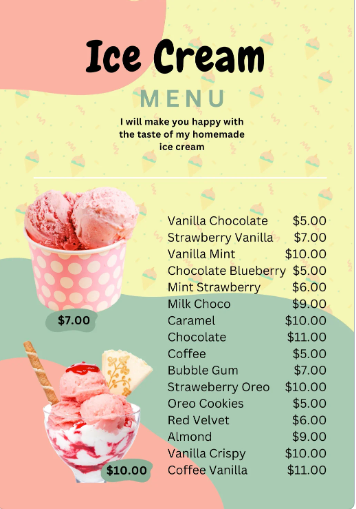 Ice Cream
MENU
I will make you happy with
the taste of my homemade
ice cream
Vanilla Chocolate $5.00
Strawberry Vanilla $7.00
Vanilla Mint $10.00
Chocolate Blueberry $5.00
Mint Strawberry $6.00
Milk Choco $9.00
Caramel $10.00
Chocolate $11.00
Coffee $5.00
Bubble Gum $7.00
Straweberry Oreo $10.00
Oreo Cookies $5.00
Red Velvet $6.00
Almond $9.00
Vanilla Crispy $10.00
Coffee Vanilla $11.00
$7.00
$10.00